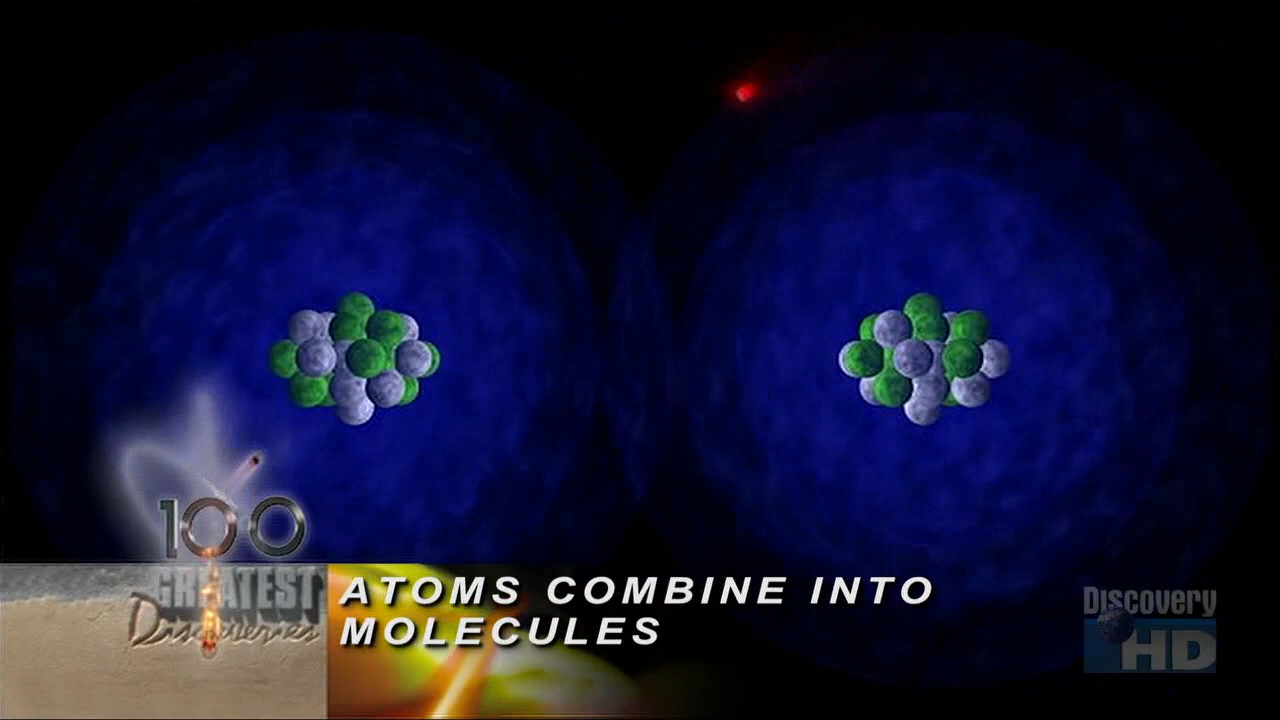 100
GREATEST
Discoveries
ATOMS COMBINE INTO
MOLECULES
Discovery
HD